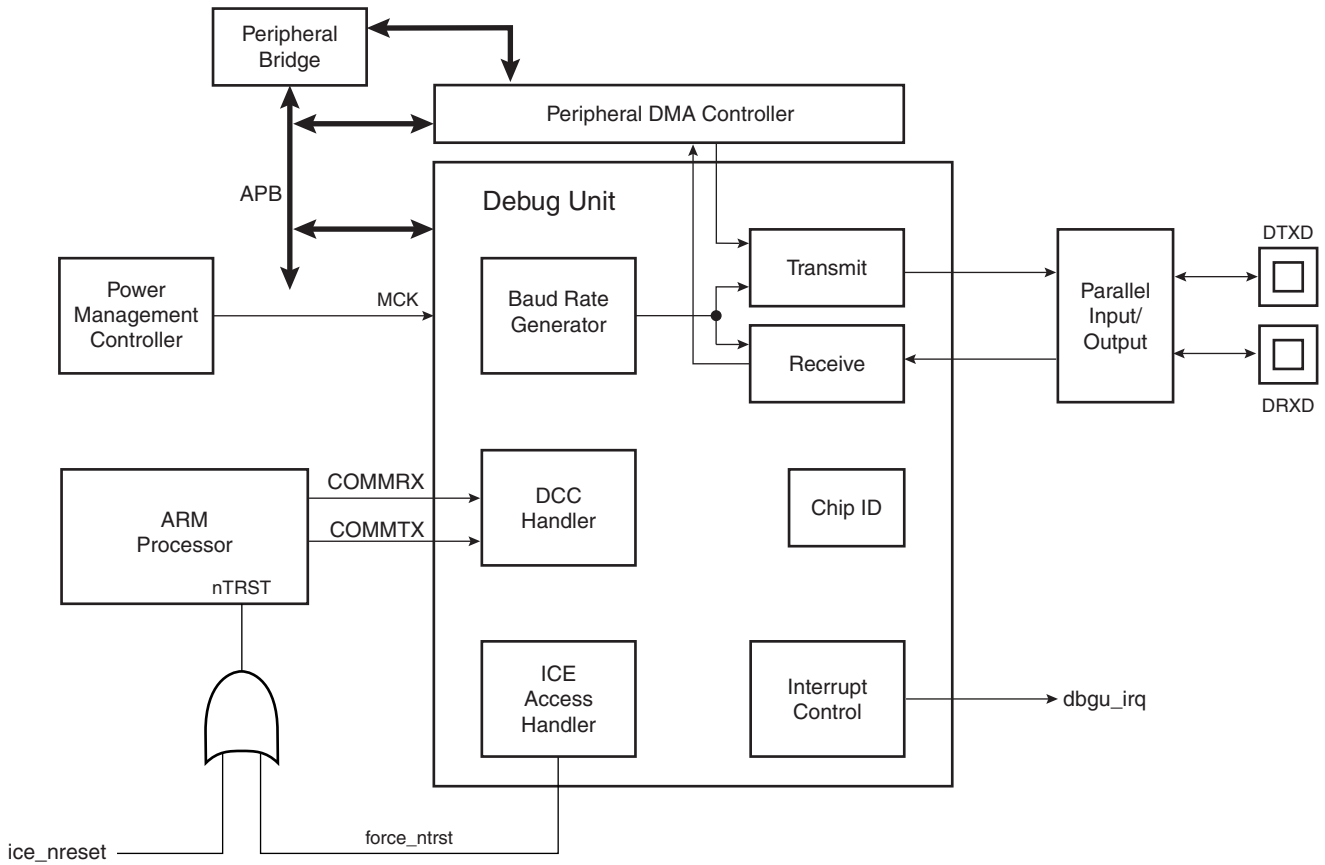 Peripheral
Bridge
Peripheral DMA Controller
APB
Debug Unit
Power
Management
Controller
MCK
Baud Rate
Generator
Transmit
Receive
Parallel
Input/
Output
DTXD
DRXD
ARM
Processor
nTRST
COMMRX
COMMTX
DCC
Handler
Chip ID
ICE
Access
Handler
Interrupt
Control
dbgu_irq
force_ntrst
ice_nreset